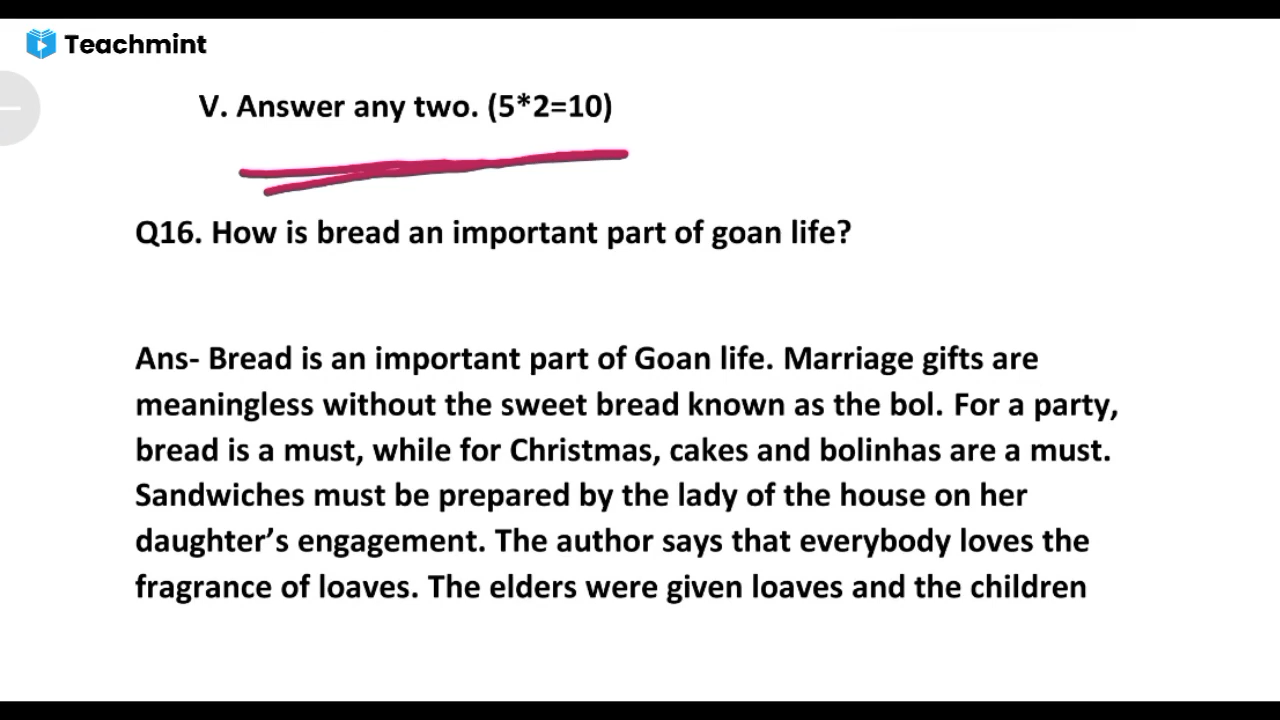 Teachmint
V. Answer any two. (5*2=10)
Q16. How is bread an important part of goan life?
Ans- Bread is an important part of Goan life. Marriage gifts are
meaningless without the sweet bread known as the bol. For a party,
bread is a must, while for Christmas, cakes and bolinhas are a must.
Sandwiches must be prepared by the lady of the house on her
daughter’s engagement. The author says that everybody loves the
fragrance of loaves. The elders were given loaves and the children